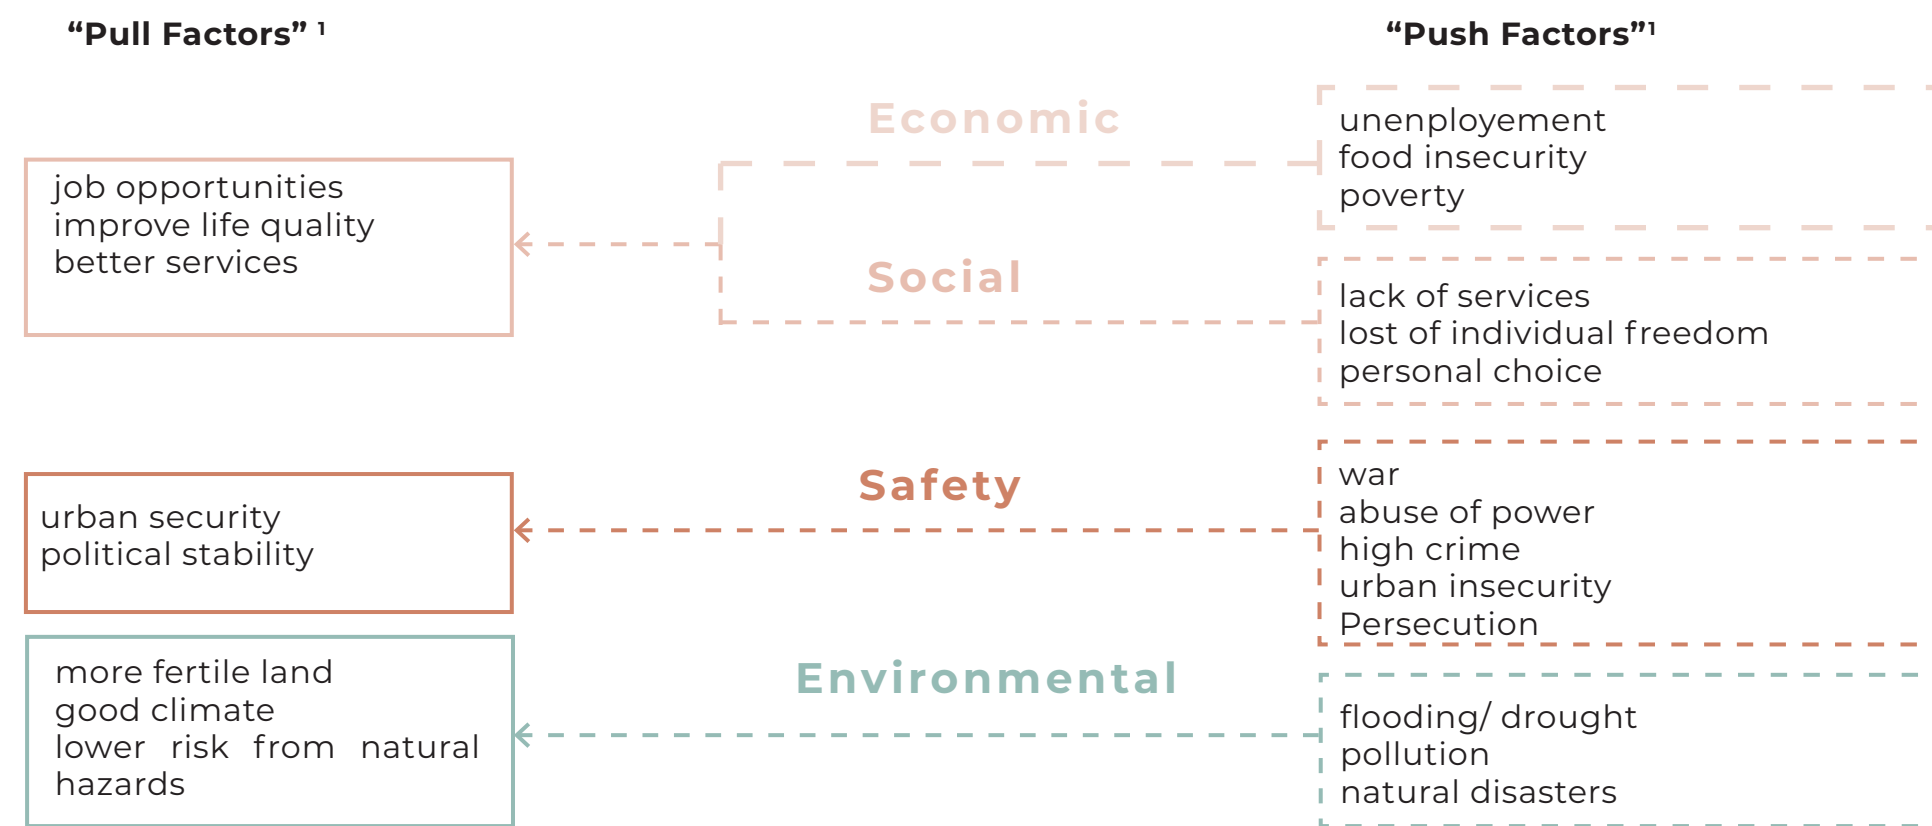 “Pull Factors” ¹
“Push Factors”¹
Economic
unenployement
food insecurity
poverty
job opportunities
improve life quality
better services
Social
lack of services
lost of individual freedom
personal choice
Safety
war
abuse of power
high crime
urban insecurity
Persecution
urban security
political stability
Environmental
more fertile land
good climate
lower risk from natural
hazards
flooding/ drought
pollution
natural disasters